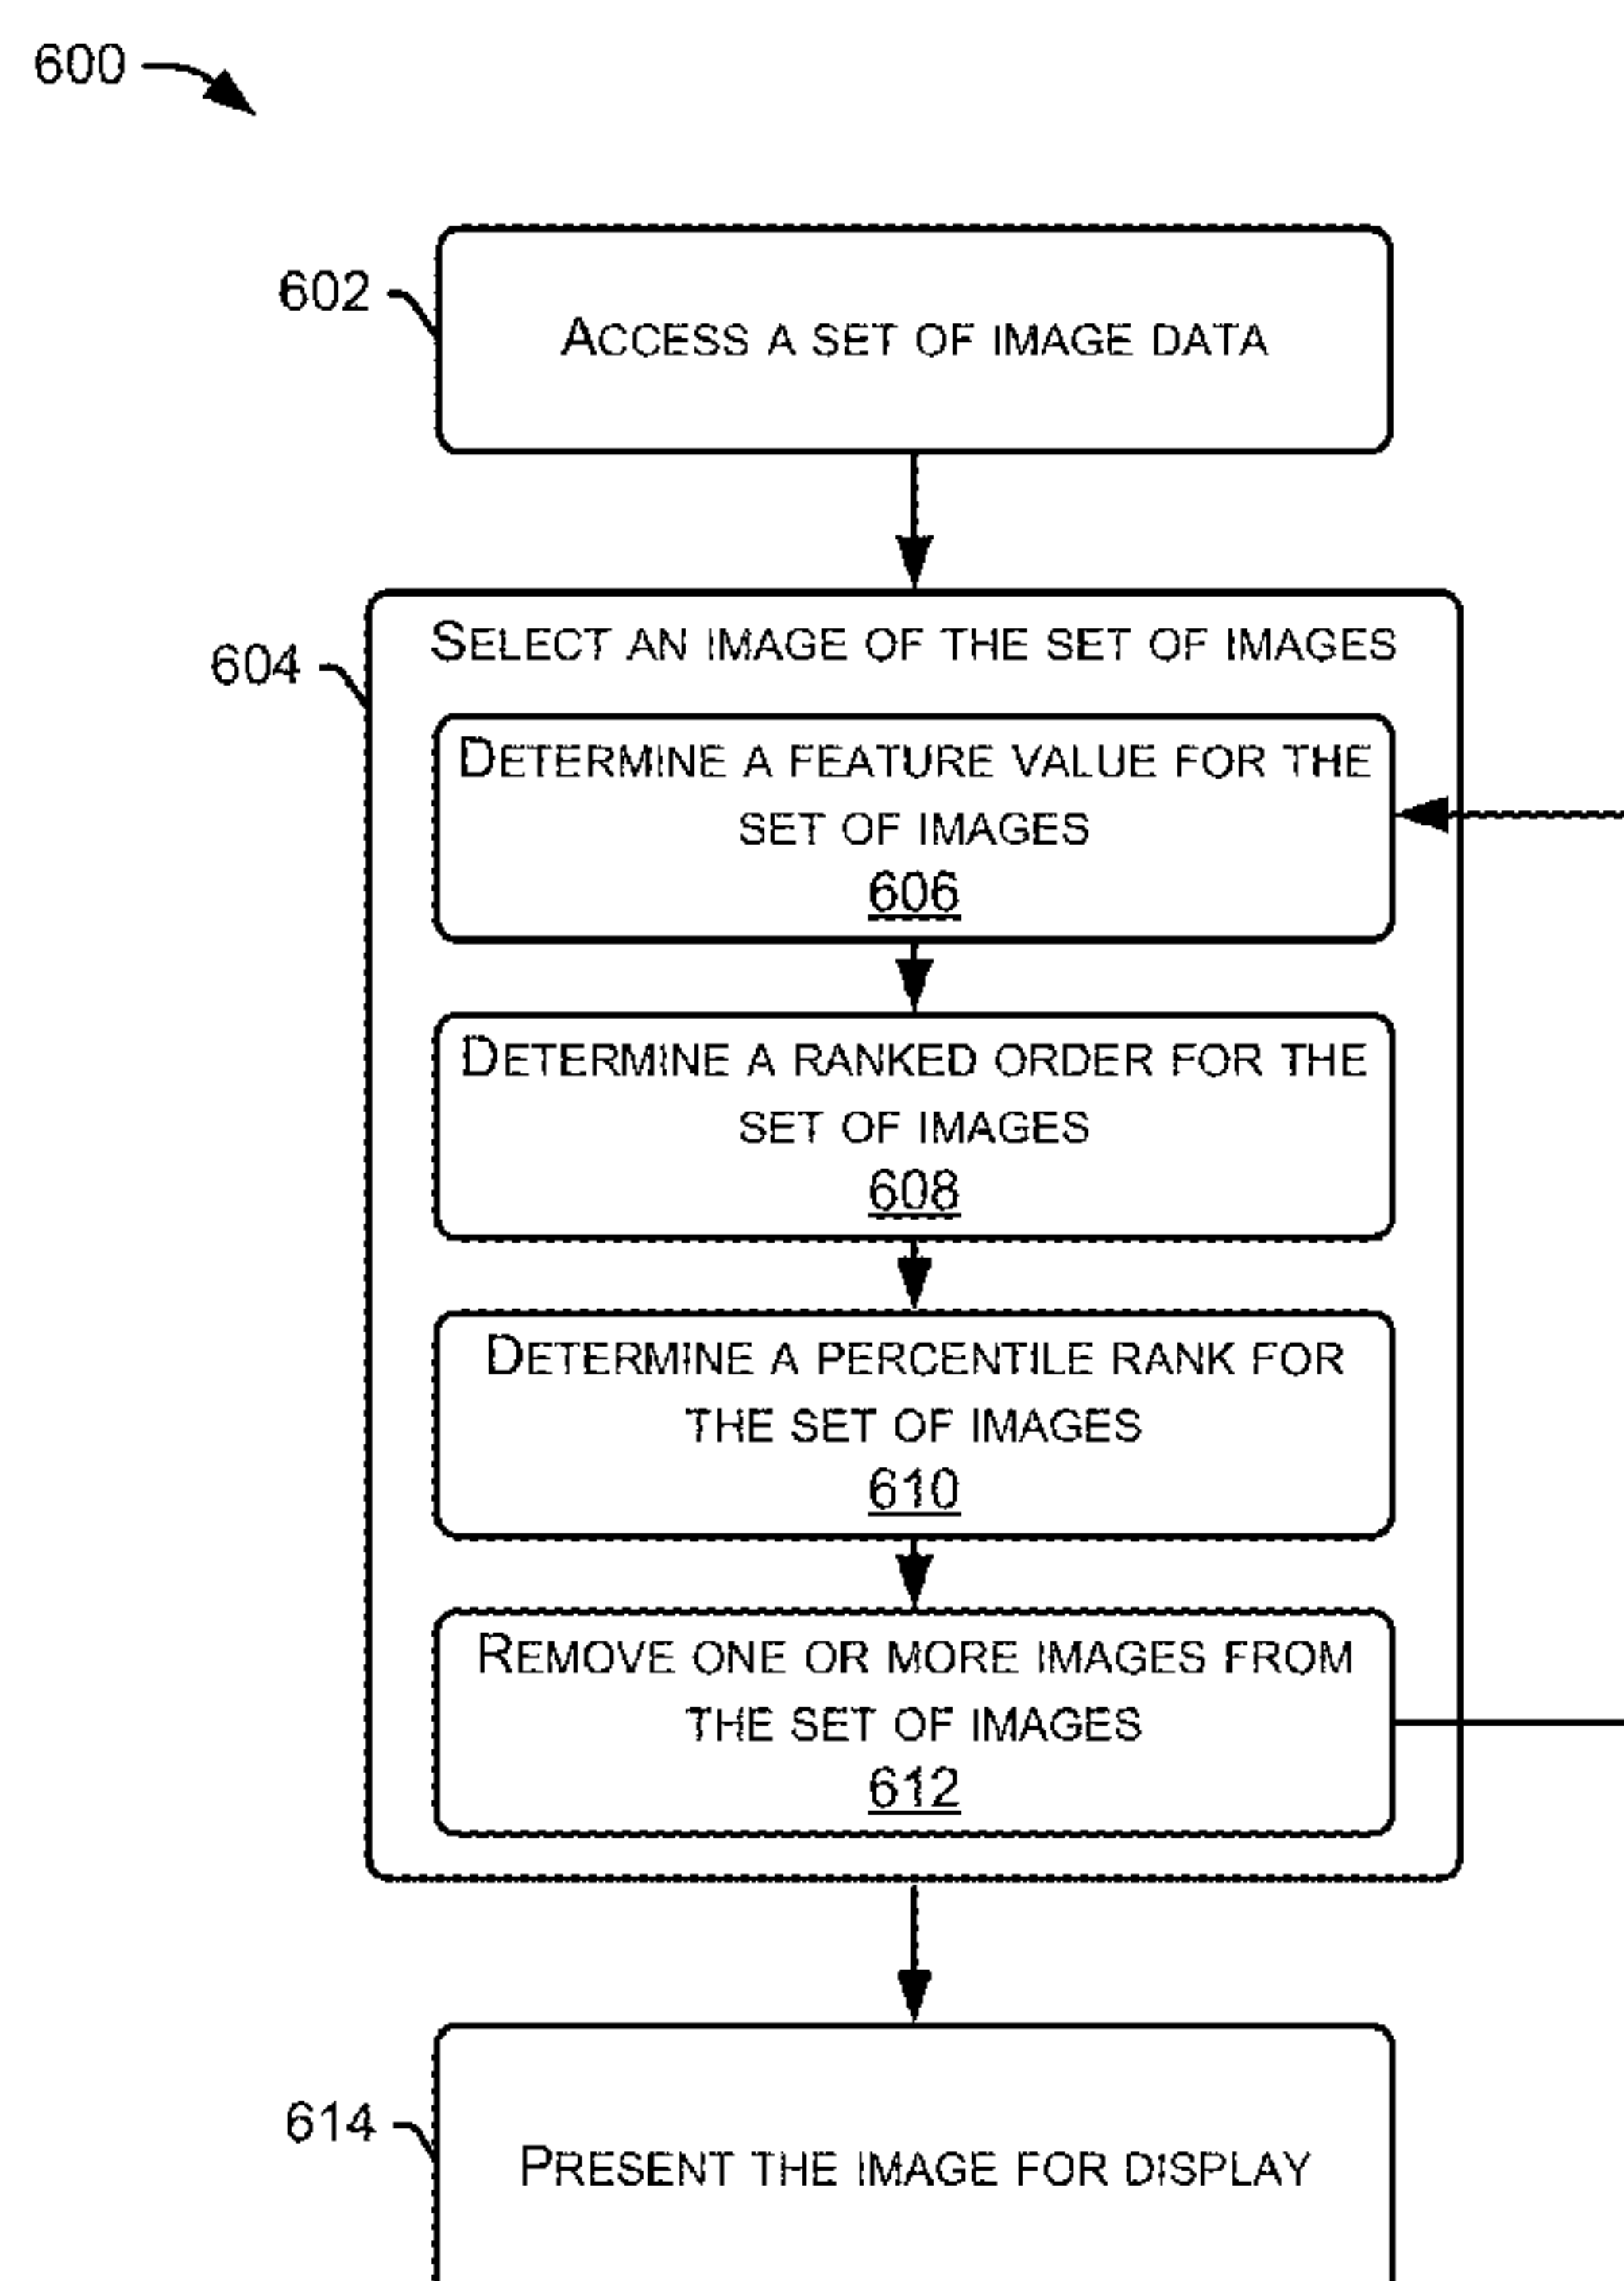 600
602
ACCESS A SET OF IMAGE DATA
604
SELECT AN IMAGE OF THE SET OF IMAGES
DETERMINE A FEATURE VALUE FOR THE
SET OF IMAGES
606
DETERMINE A RANKED ORDER FOR THE
SET OF IMAGES
608
DETERMINE A PERCENTILE RANK FOR
THE SET OF IMAGES
610
REMOVE ONE OR MORE IMAGES FROM
THE SET OF IMAGES
612
614
PRESENT THE IMAGE FOR DISPLAY